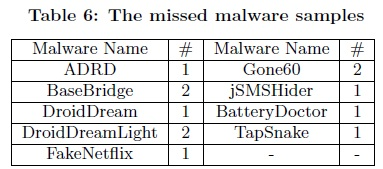 Table 6: The missed malware samples
Malware Name # Malware Name #
ADRD 1 Gone60 2
BaseBridge 2 jSMSHider 1
DroidDream 1 BatteryDoctor 1
DroidDreamLight 2 TapSnake 1
FakeNetflix 1 - -